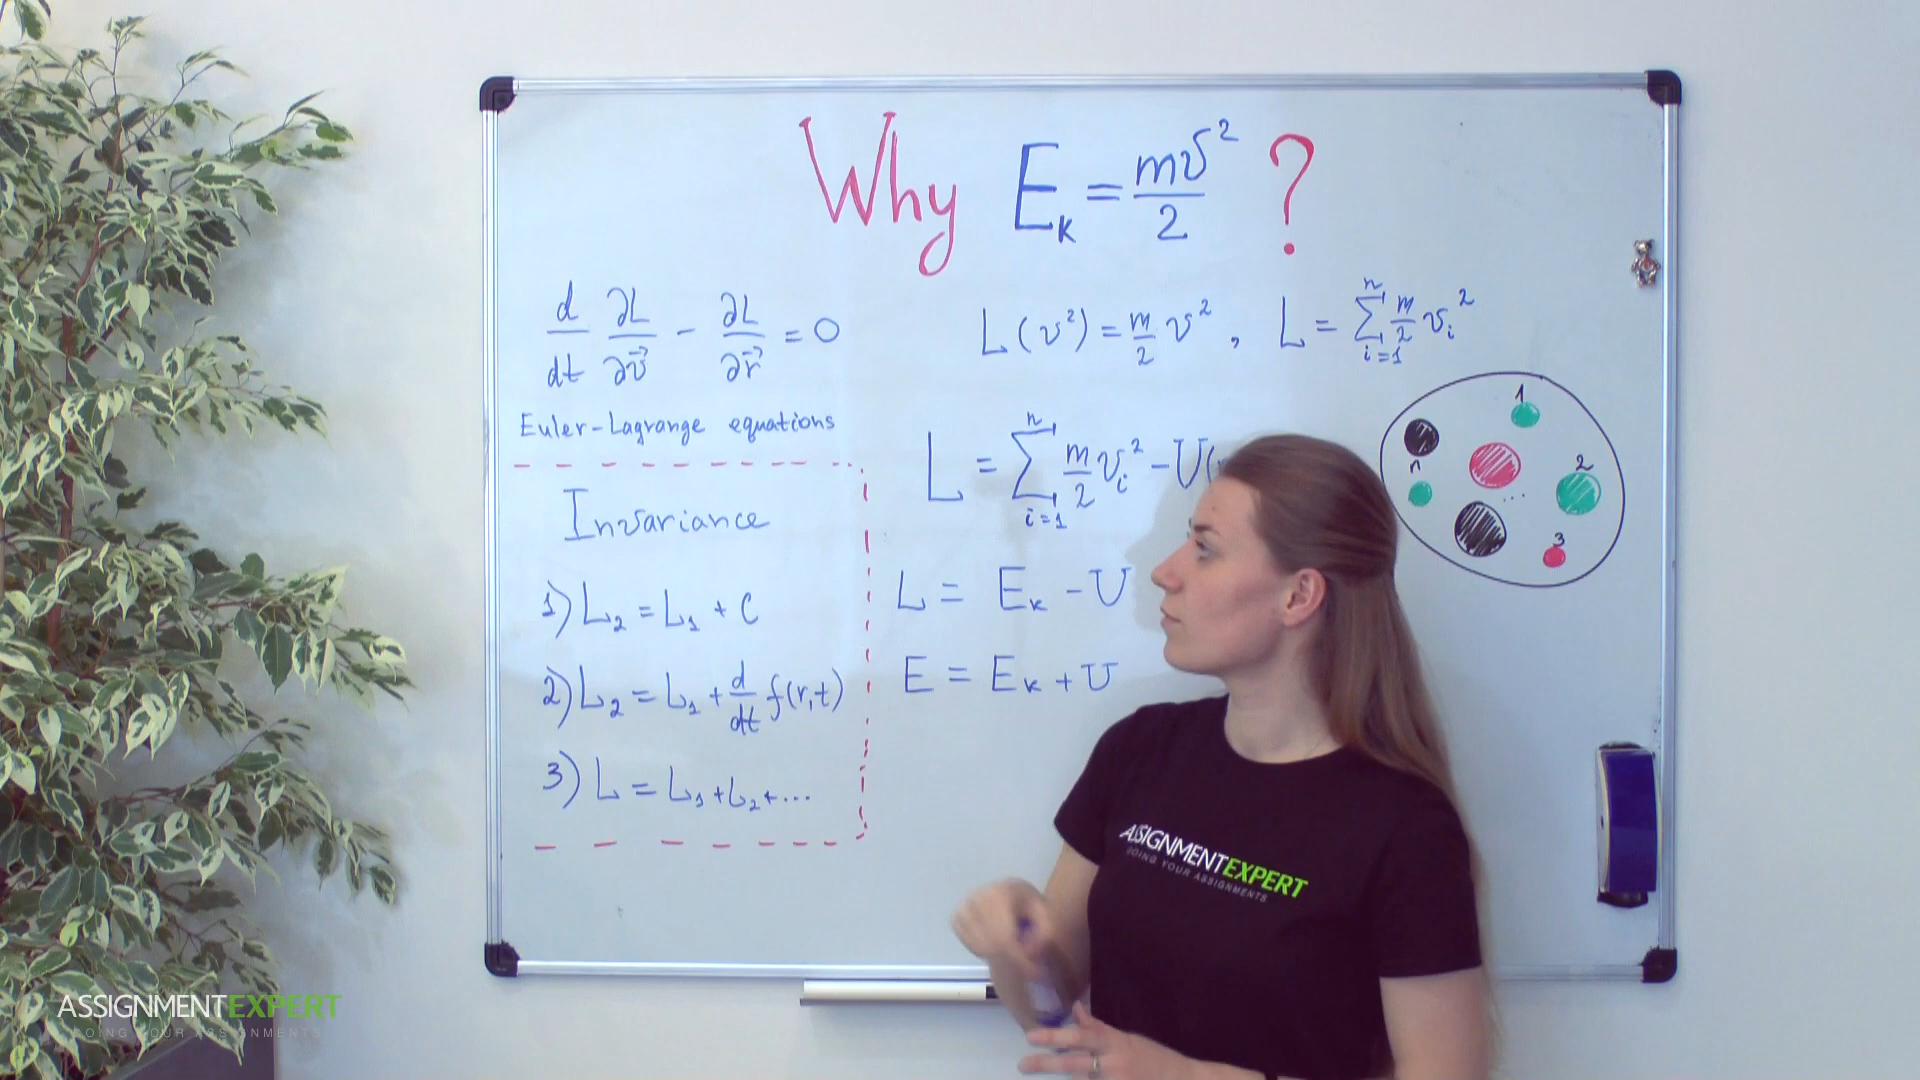 Why E_K = mv²/2 ?
d/dt ∂L/∂v⃗ − ∂L/∂r⃗ = 0
Euler-Lagrange equations
Invariance
1) L₂ = L₁ + C
2) L₂ = L₁ + d/dt f(r,t)
3) L = L₁ + L₂ + ...
L(v²) = m/2 v² , L = Σ_{i=1}^{n} m/2 v_i²
L = Σ_{i=1}^{n} m/2 v_i² − U(
L = E_K − U
E = E_K + U
1
2
3
...
n
ASSIGNMENTEXPERT
DOING YOUR ASSIGNMENTS
ASSIGNMENTEXPERT
DOING YOUR ASSIGNMENTS